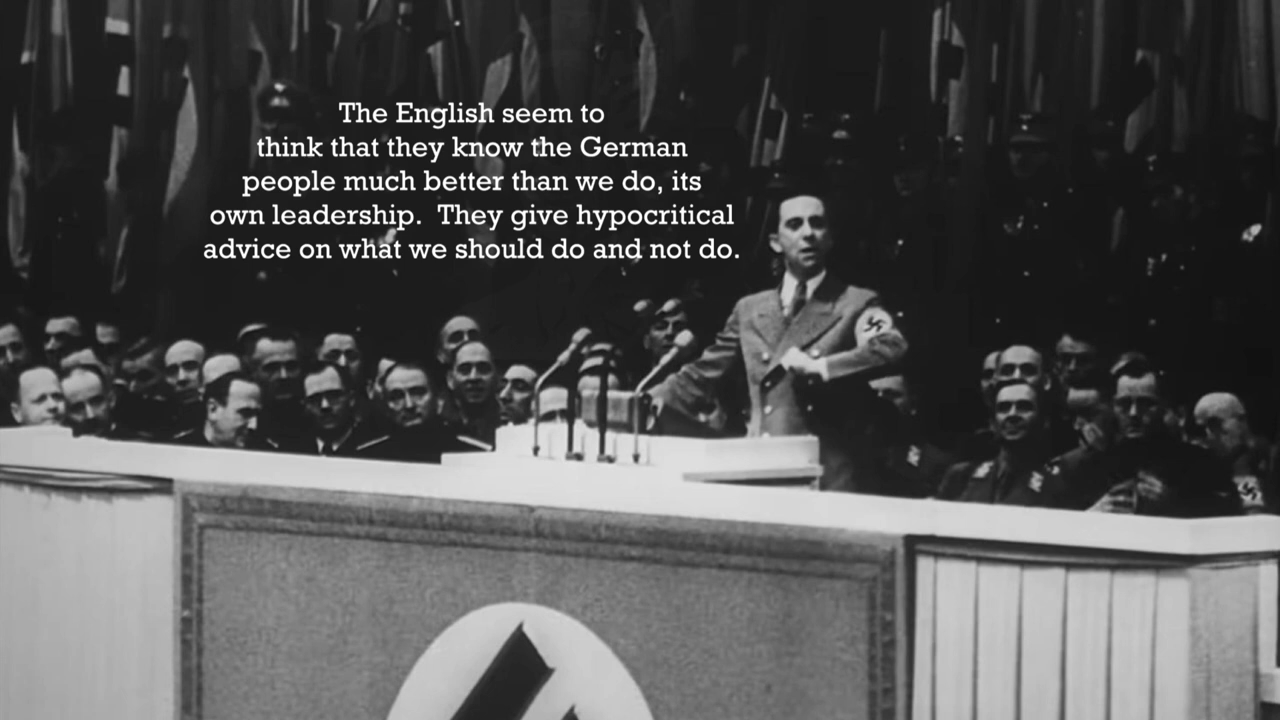 The English seem to
think that they know the German
people much better than we do, its
own leadership.  They give hypocritical
advice on what we should do and not do.